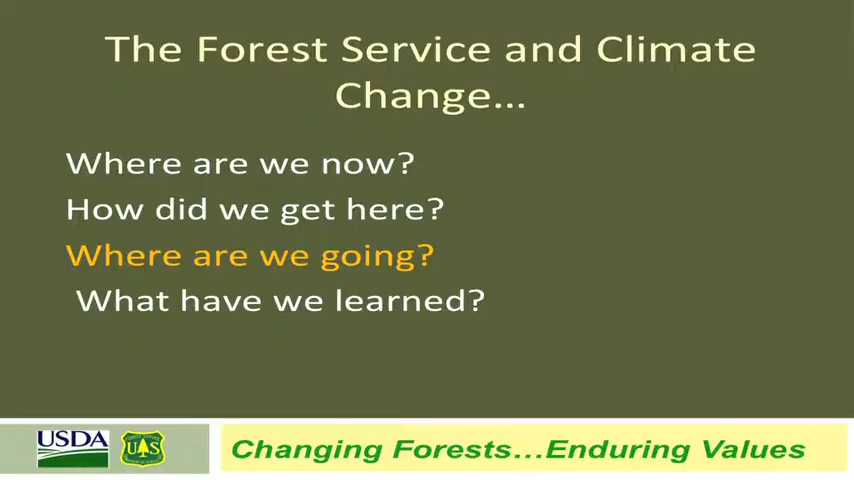 The Forest Service and Climate
Change...
Where are we now?
How did we get here?
Where are we going?
What have we learned?
USDA
UAS
Changing Forests...Enduring Values